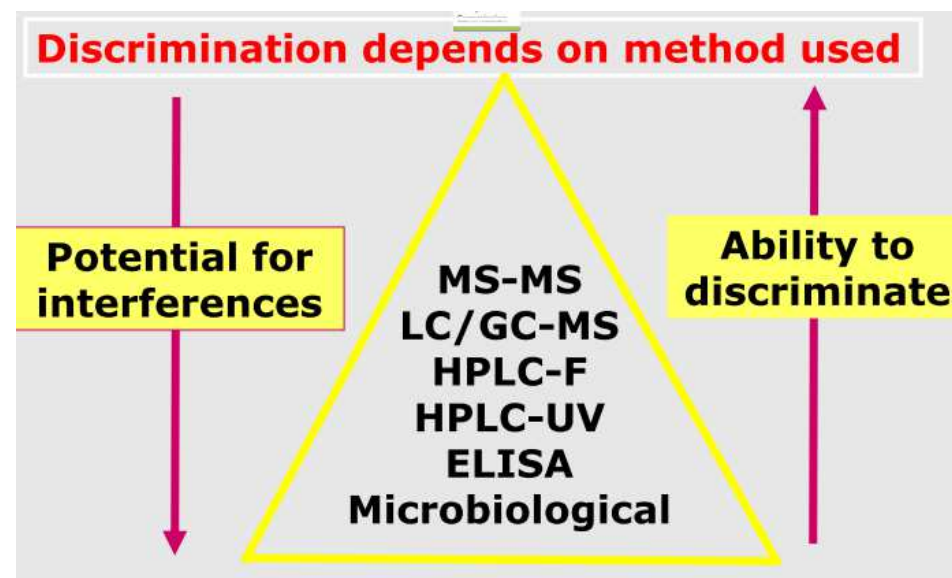 Discrimination depends on method used
Potential for
interferences
MS-MS
LC/GC-MS
HPLC-F
HPLC-UV
ELISA
Microbiological
Ability to
discriminate